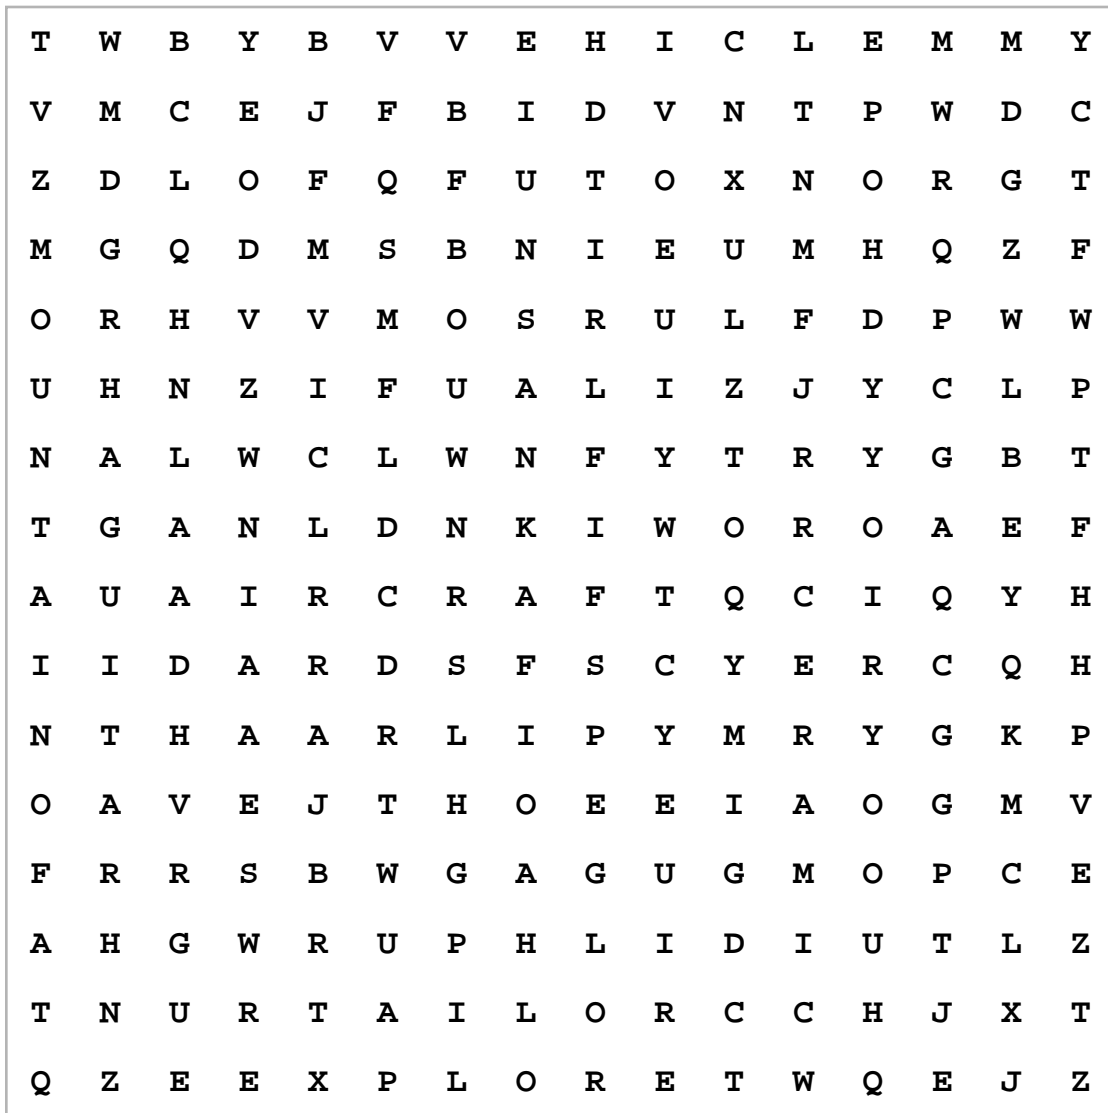 T W B Y B V V E H I C L E M M Y
V M C E J F B I D V N T P W D C
Z D L O F Q F U T O X N O R G T
M G Q D M S B N I E U M H Q Z F
O R H V V M O S R U L F D P W W
U H N Z I F U A L I Z J Y C L P
N A L W C L W N F Y T R Y G B T
T G A N L D N K I W O R O A E F
A U A I R C R A F T Q C I Q Y H
I I D A R D S F S C Y E R C Q H
N T H A A R L I P Y M R Y G K P
O A V E J T H O E E I A O G M V
F R R S B W G A G U G M O P C E
A H G W R U P H L I D I U T L Z
T N U R T A I L O R C C H J X T
Q Z E E X P L O R E T W Q E J Z